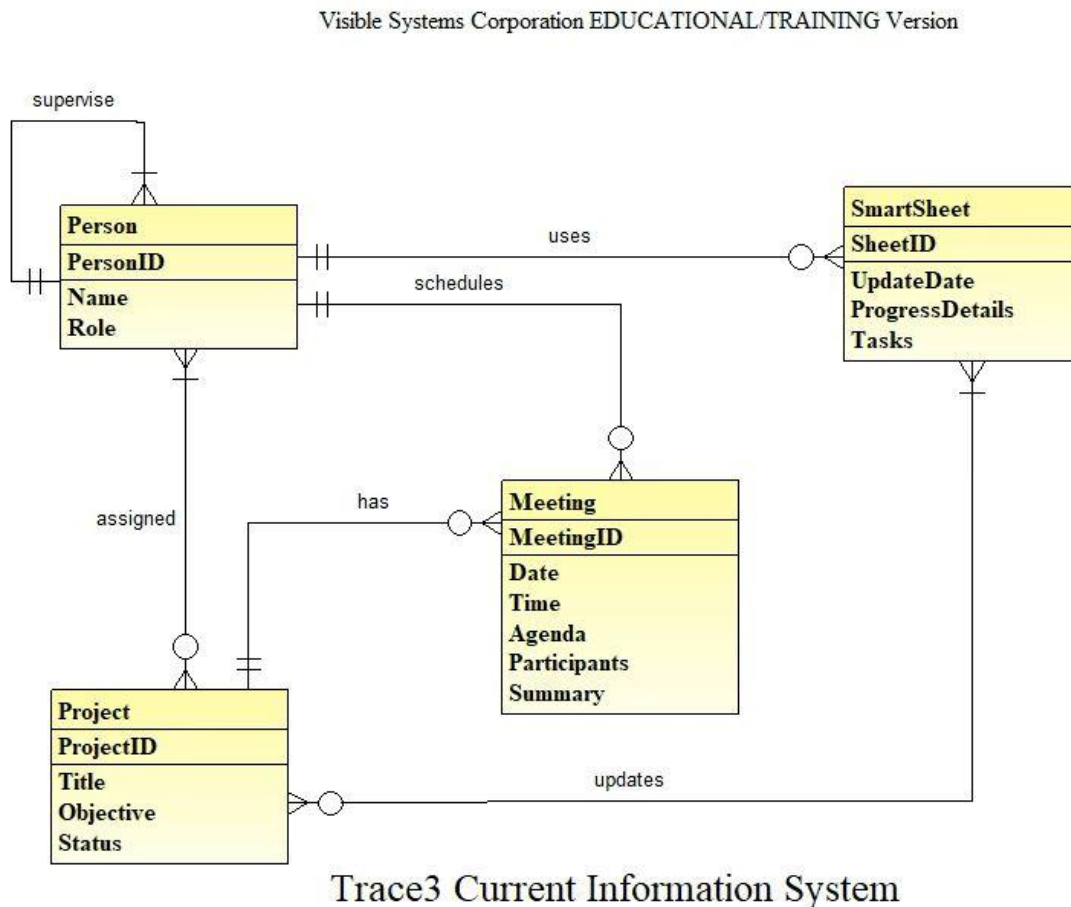 Visible Systems Corporation EDUCATIONAL/TRAINING Version
supervise
Person
PersonID
Name
Role
uses
schedules
SmartSheet
SheetID
UpdateDate
ProgressDetails
Tasks
assigned
has
Meeting
MeetingID
Date
Time
Agenda
Participants
Summary
Project
ProjectID
Title
Objective
Status
updates
Trace3 Current Information System